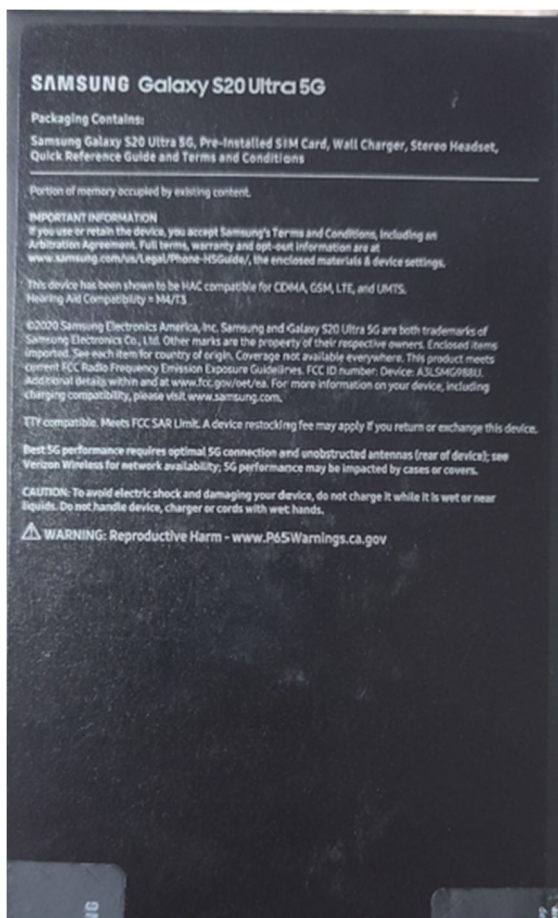 SAMSUNG Galaxy S20 Ultra 5G
Packaging Contains:
Samsung Galaxy S20 Ultra 5G, Pre-Installed SIM Card, Wall Charger, Stereo Headset,
Quick Reference Guide and Terms and Conditions
Portion of memory occupied by existing content.
IMPORTANT INFORMATION
If you use or retain the device, you accept Samsung's Terms and Conditions, including an
Arbitration Agreement. Full terms, warranty and opt-out information are at
www.samsung.com/us/Legal/Phone-HSGuide/, the enclosed materials & device settings.
This device has been shown to be HAC compatible for CDMA, GSM, LTE, and UMTS.
Hearing Aid Compatibility = M4/T3
©2020 Samsung Electronics America, Inc. Samsung and Galaxy S20 Ultra 5G are both trademarks of
Samsung Electronics Co., Ltd. Other marks are the property of their respective owners. Enclosed items
imported. See each item for country of origin. Coverage not available everywhere. This product meets
current FCC Radio Frequency Emission Exposure Guidelines. FCC ID number: Device: A3LSMG988U.
Additional details within and at www.fcc.gov/oet/ea. For more information on your device, including
charging compatibility, please visit www.samsung.com.
TTY compatible. Meets FCC SAR Limit. A device restocking fee may apply if you return or exchange this device.
Best 5G performance requires optimal 5G connection and unobstructed antennas (rear of device); see
Verizon Wireless for network availability; 5G performance may be impacted by cases or covers.
CAUTION: To avoid electric shock and damaging your device, do not charge it while it is wet or near
liquids. Do not handle device, charger or cords with wet hands.
WARNING: Reproductive Harm - www.P65Warnings.ca.gov
NG